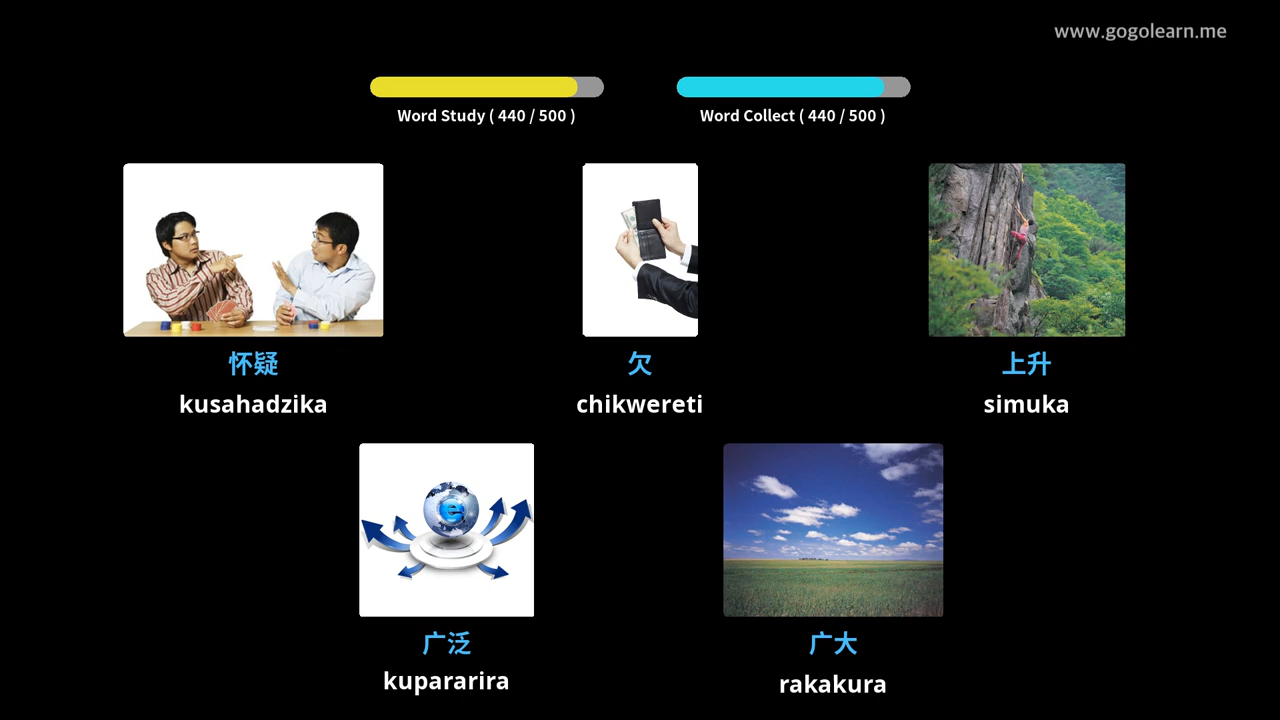 www.gogolearn.me
Word Study ( 440 / 500 )
Word Collect ( 440 / 500 )
怀疑
kusahadzika
欠
chikwereti
上升
simuka
e
广泛
kupararira
广大
rakakura